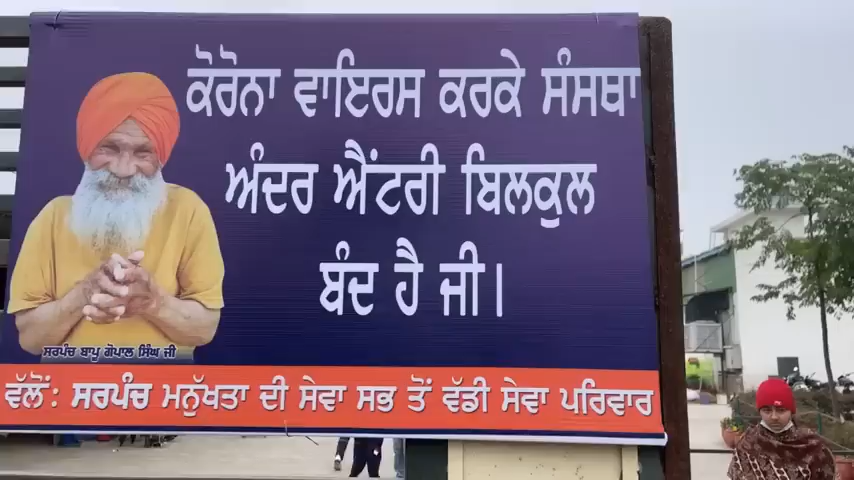 ਕੋਰੋਨਾ ਵਾਇਰਸ ਕਰਕੇ ਸੰਸਥਾ
ਅੰਦਰ ਐਂਟਰੀ ਬਿਲਕੁਲ
ਬੰਦ ਹੈ ਜੀ।
ਸਰਪੰਚ ਬਾਪੂ ਗੋਪਾਲ ਸਿੰਘ ਜੀ
ਵੱਲੋਂ: ਸਰਪੰਚ ਮਨੁੱਖਤਾ ਦੀ ਸੇਵਾ ਸਭ ਤੋਂ ਵੱਡੀ ਸੇਵਾ ਪਰਿਵਾਰ